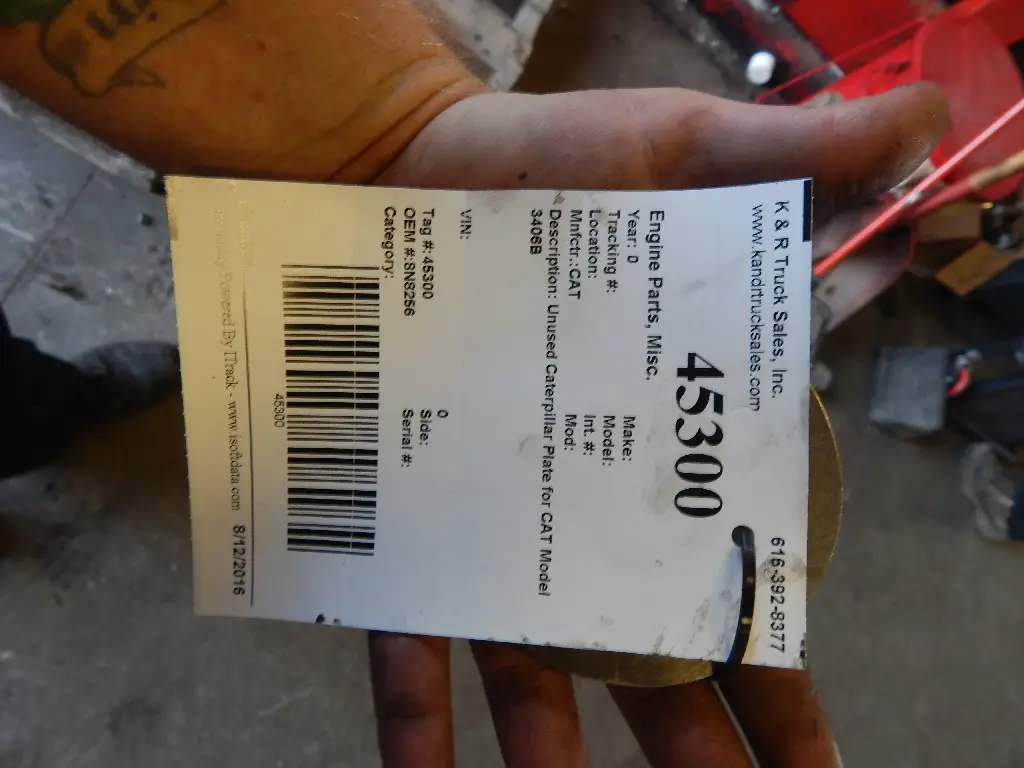 K & R Truck Sales, Inc. 616-392-8377
www.kandrtrucksales.com
45300
Engine Parts, Misc.
Year: 0 Make:
Tracking #: Model:
Location: Int. #:
Mnfctr.:CAT Mod:
Description: Unused Caterpillar Plate for CAT Model
3406B
VIN: 0
Tag #: 45300 Side:
OEM #:8N8256 Serial #:
Category:
45300
Powered By ITrack - www.isoftdata.com 8/12/2016